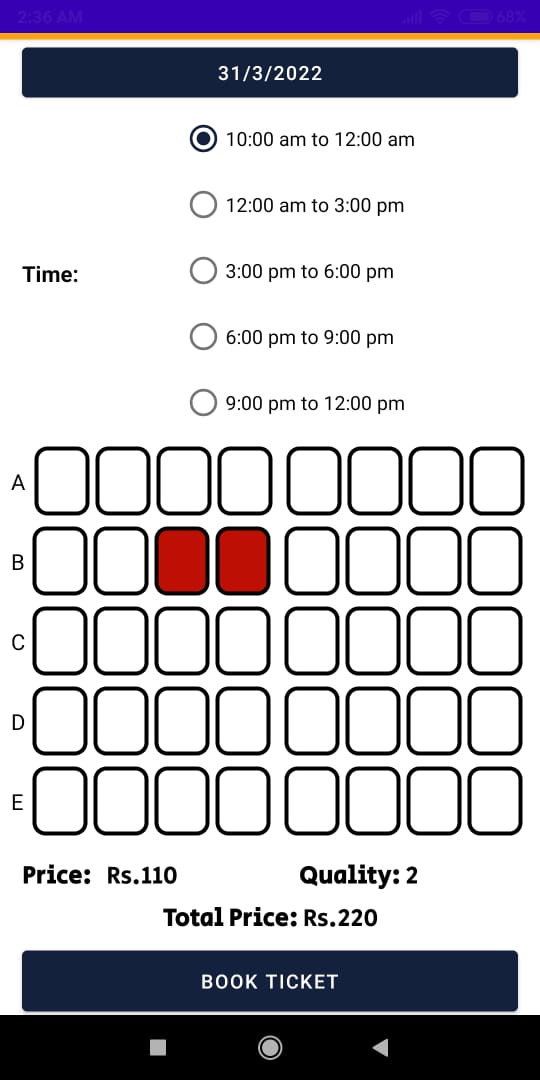 2:36 AM 68%
31/3/2022
10:00 am to 12:00 am
12:00 am to 3:00 pm
Time:
3:00 pm to 6:00 pm
6:00 pm to 9:00 pm
9:00 pm to 12:00 pm
A
B
C
D
E
Price: Rs.110 Quality: 2
Total Price: Rs.220
BOOK TICKET